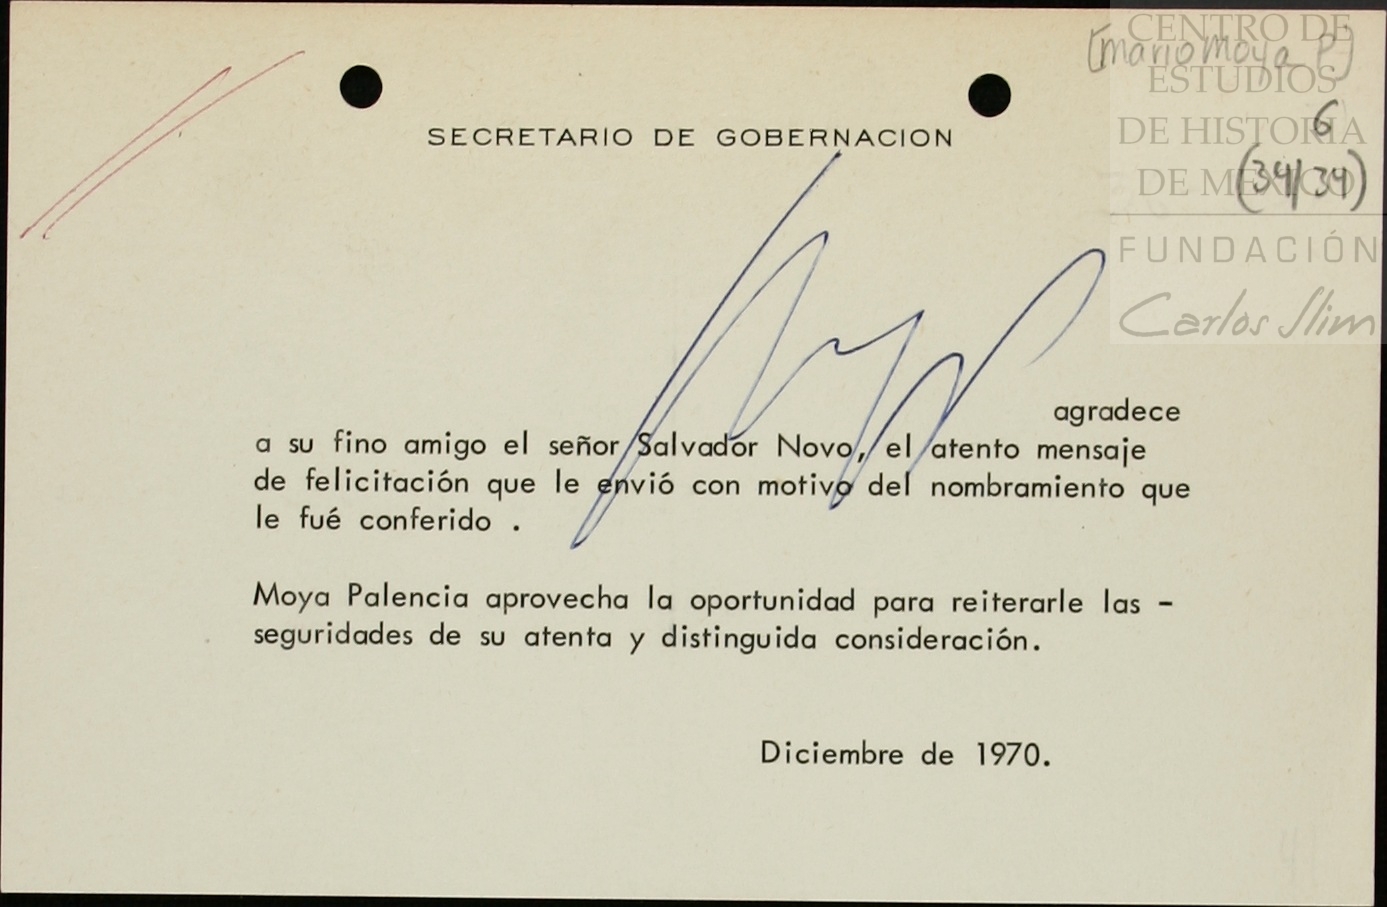 CENTRO DE
[Mario Moya P]
ESTUDIOS
6
DE HISTORIA
DE MEXICO
(34/34)
FUNDACIÓN
Carlos Slim
SECRETARIO DE GOBERNACION
agradece
a su fino amigo el señor Salvador Novo, el atento mensaje
de felicitación que le envió con motivo del nombramiento que
le fué conferido .
Moya Palencia aprovecha la oportunidad para reiterarle las -
seguridades de su atenta y distinguida consideración.
Diciembre de 1970.